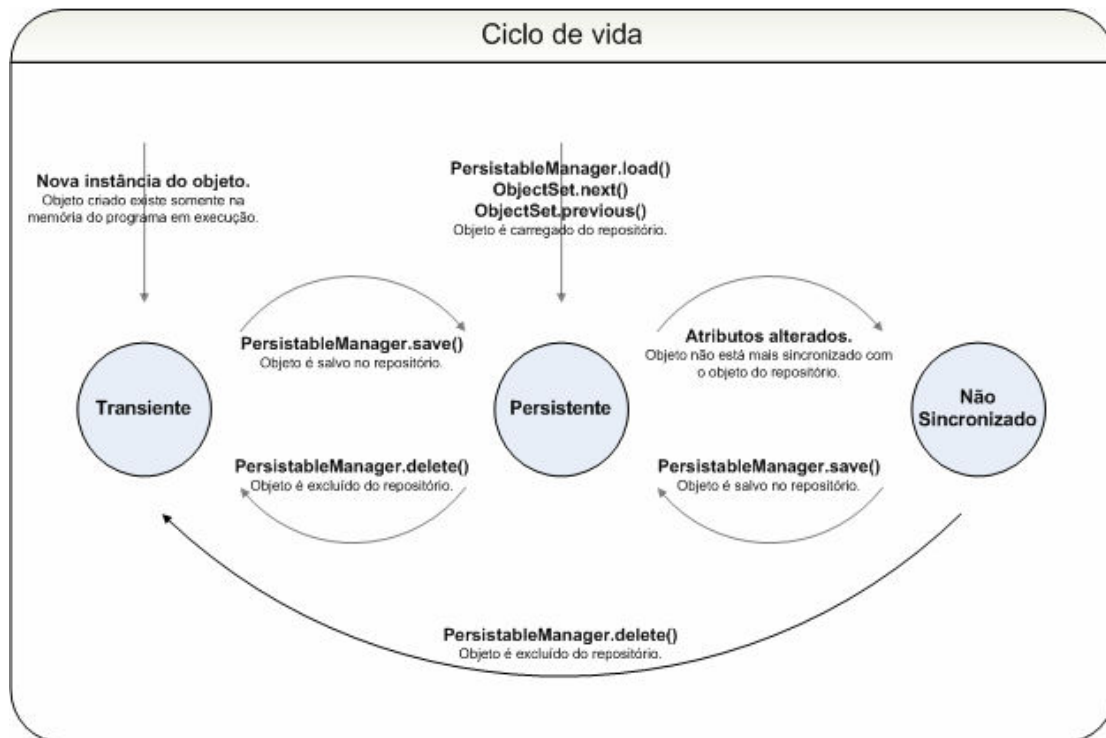 Ciclo de vida
Nova instância do objeto.
Objeto criado existe somente na
memória do programa em execução.
PersistableManager.load()
ObjectSet.next()
ObjectSet.previous()
Objeto é carregado do repositório.
PersistableManager.save()
Objeto é salvo no repositório.
Atributos alterados.
Objeto não está mais sincronizado com
o objeto do repositório.
Transiente
Persistente
Não
Sincronizado
PersistableManager.delete()
Objeto é excluído do repositório.
PersistableManager.save()
Objeto é salvo no repositório.
PersistableManager.delete()
Objeto é excluído do repositório.